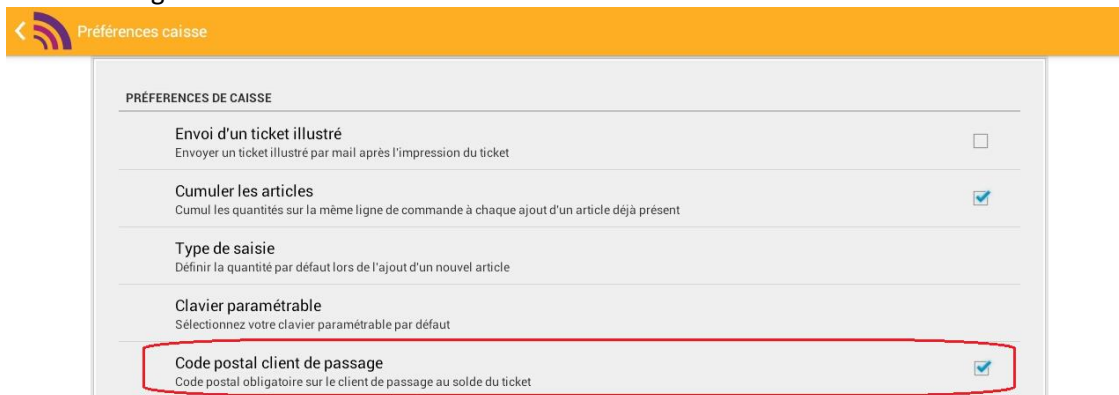 Préférences caisse
PRÉFERENCES DE CAISSE
Envoi d'un ticket illustré
Envoyer un ticket illustré par mail après l'impression du ticket
Cumuler les articles
Cumul les quantités sur la même ligne de commande à chaque ajout d'un article déjà présent
Type de saisie
Définir la quantité par défaut lors de l'ajout d'un nouvel article
Clavier paramétrable
Sélectionnez votre clavier paramétrable par défaut
Code postal client de passage
Code postal obligatoire sur le client de passage au solde du ticket